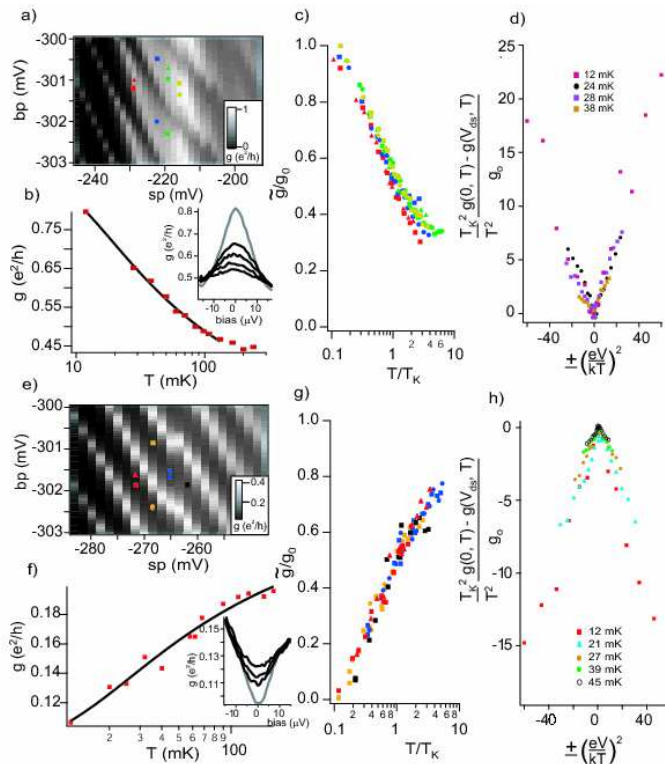 a)
-300
-301
-302
-303
bp (mV)
-240
-220
-200
sp (mV)
1
0
g (e²/h)
b)
0.75
0.65
0.55
0.45
g (e²/h)
10
100
T (mK)
0.8
0.7
0.6
0.5
g (e²/h)
-10
0
10
bias (μV)
c)
1.0
0.8
0.6
0.4
0.2
0.0
g̃/g₀
0.1
1
2
4
6
10
T/T_K
d)
25
20
15
10
5
0
12 mK
24 mK
28 mK
38 mK
T_K² g(0, T) - g(V_ds, T)
T² g_o
-40
0
40
± (eV/kT)²
e)
-300
-301
-302
-303
bp (mV)
-280
-270
-260
sp (mV)
0.4
0.2
0
g (e²/h)
f)
0.18
0.16
0.14
0.12
g (e²/h)
2
3
4
5
6
7
8
9
100
T (mK)
0.15
0.13
0.11
g (e²/h)
-10
0
10
bias (μV)
g)
1.0
0.8
0.6
0.4
0.2
0.0
g̃/g₀
0.1
2
4
6
8
1
2
4
6
8
T/T_K
h)
0
-5
-10
-15
12 mK
21 mK
27 mK
39 mK
45 mK
T_K² g(0, T) - g(V_ds, T)
T² g_o
-40
0
40
± (eV/kT)²